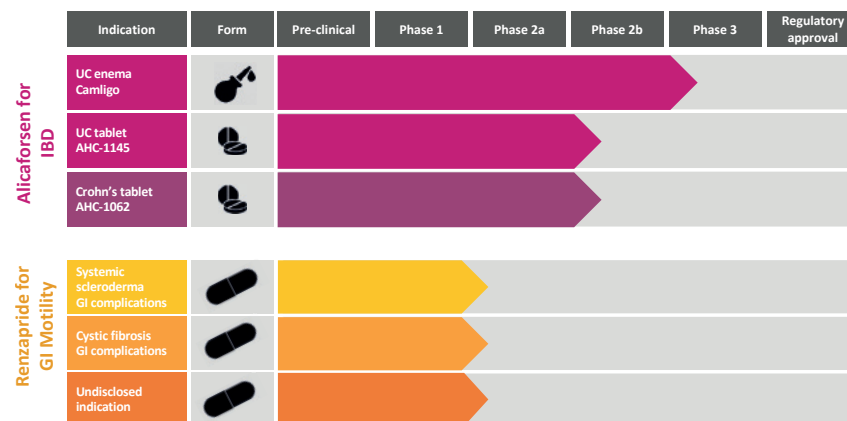 Indication
Form
Pre-clinical
Phase 1
Phase 2a
Phase 2b
Phase 3
Regulatory
approval
Alicaforsen for
IBD
UC enema
Camligo
UC tablet
AHC-1145
Crohn's tablet
AHC-1062
Renzapride for
GI Motility
Systemic
scleroderma
GI complications
Cystic fibrosis
GI complications
Undisclosed
indication